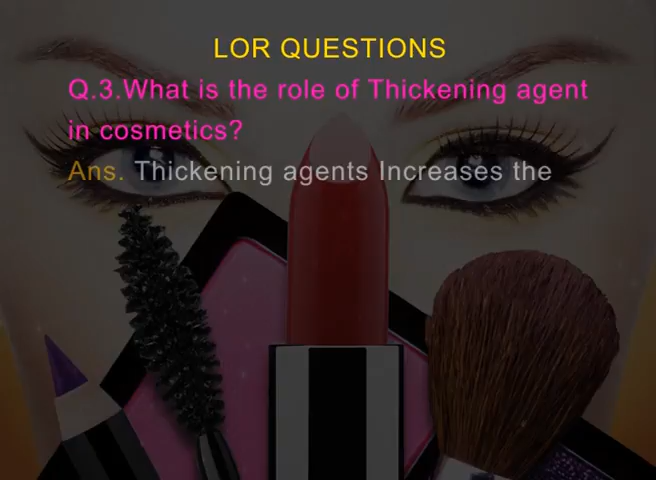 LOR QUESTIONS
Q.3.What is the role of Thickening agent
in cosmetics?
Ans. Thickening agents Increases the